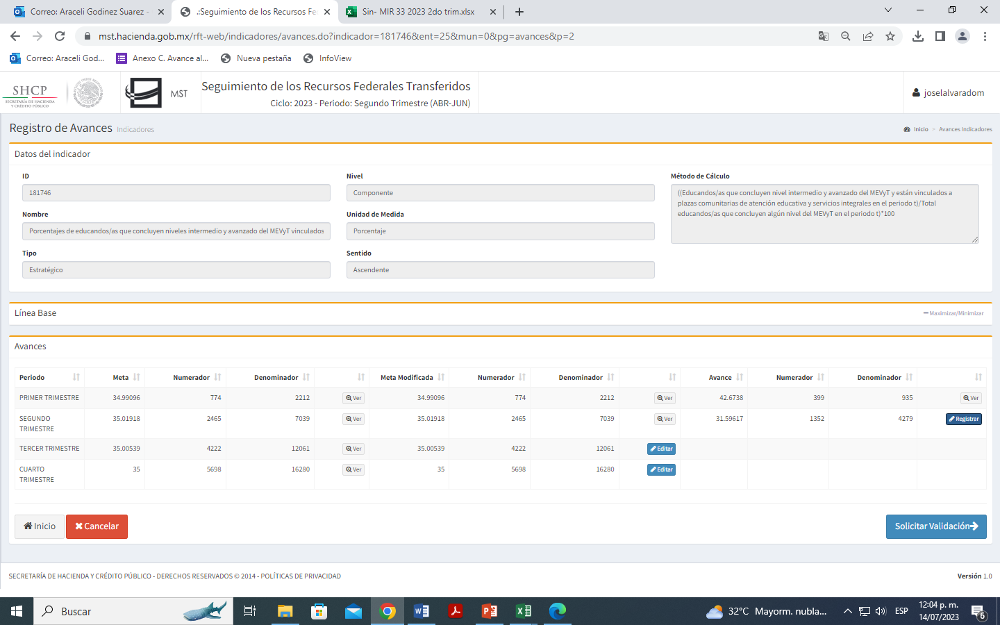 Correo: Araceli Godinez Suarez -
.:Seguimiento de los Recursos Fe
Sin- MIR 33 2023 2do trim.xlsx
mst.hacienda.gob.mx/rft-web/indicadores/avances.do?indicador=181746&ent=25&mun=0&pg=avances&p=2
Correo: Araceli God...
Anexo C. Avance al...
Nueva pestaña
InfoView
SHCP
SECRETARÍA DE HACIENDA
Y CRÉDITO PÚBLICO
MST
Seguimiento de los Recursos Federales Transferidos
Ciclo: 2023 - Periodo: Segundo Trimestre (ABR-JUN)
joselalvaradom
Registro de Avances Indicadores
Inicio > Avances Indicadores
Datos del indicador
ID
181746
Nivel
Componente
Método de Cálculo
((Educandos/as que concluyen nivel intermedio y avanzado del MEVyT y están vinculados a
plazas comunitarias de atención educativa y servicios integrales en el periodo t)/Total
educandos/as que concluyen algún nivel del MEVyT en el periodo t)*100
Nombre
Porcentajes de educandos/as que concluyen niveles intermedio y avanzado del MEVyT vinculados
Unidad de Medida
Porcentaje
Tipo
Estratégico
Sentido
Ascendente
Línea Base
Maximizar/Minimizar
Avances
Periodo Meta Numerador Denominador Meta Modificada Numerador Denominador Avance Numerador Denominador
PRIMER TRIMESTRE 34.99096 774 2212 Ver 34.99096 774 2212 Ver 42.6738 399 935 Ver
SEGUNDO 35.01918 2465 7039 Ver 35.01918 2465 7039 Ver 31.59617 1352 4279 Registrar
TRIMESTRE
TERCER TRIMESTRE 35.00539 4222 12061 Ver 35.00539 4222 12061 Editar
CUARTO 35 5698 16280 Ver 35 5698 16280 Editar
TRIMESTRE
Inicio
Cancelar
Solicitar Validación
SECRETARÍA DE HACIENDA Y CRÉDITO PÚBLICO - DERECHOS RESERVADOS © 2014 - POLÍTICAS DE PRIVACIDAD
Versión 1.0
Buscar
32°C Mayorm. nubla...
ESP
12:04 p. m.
14/07/2023
6